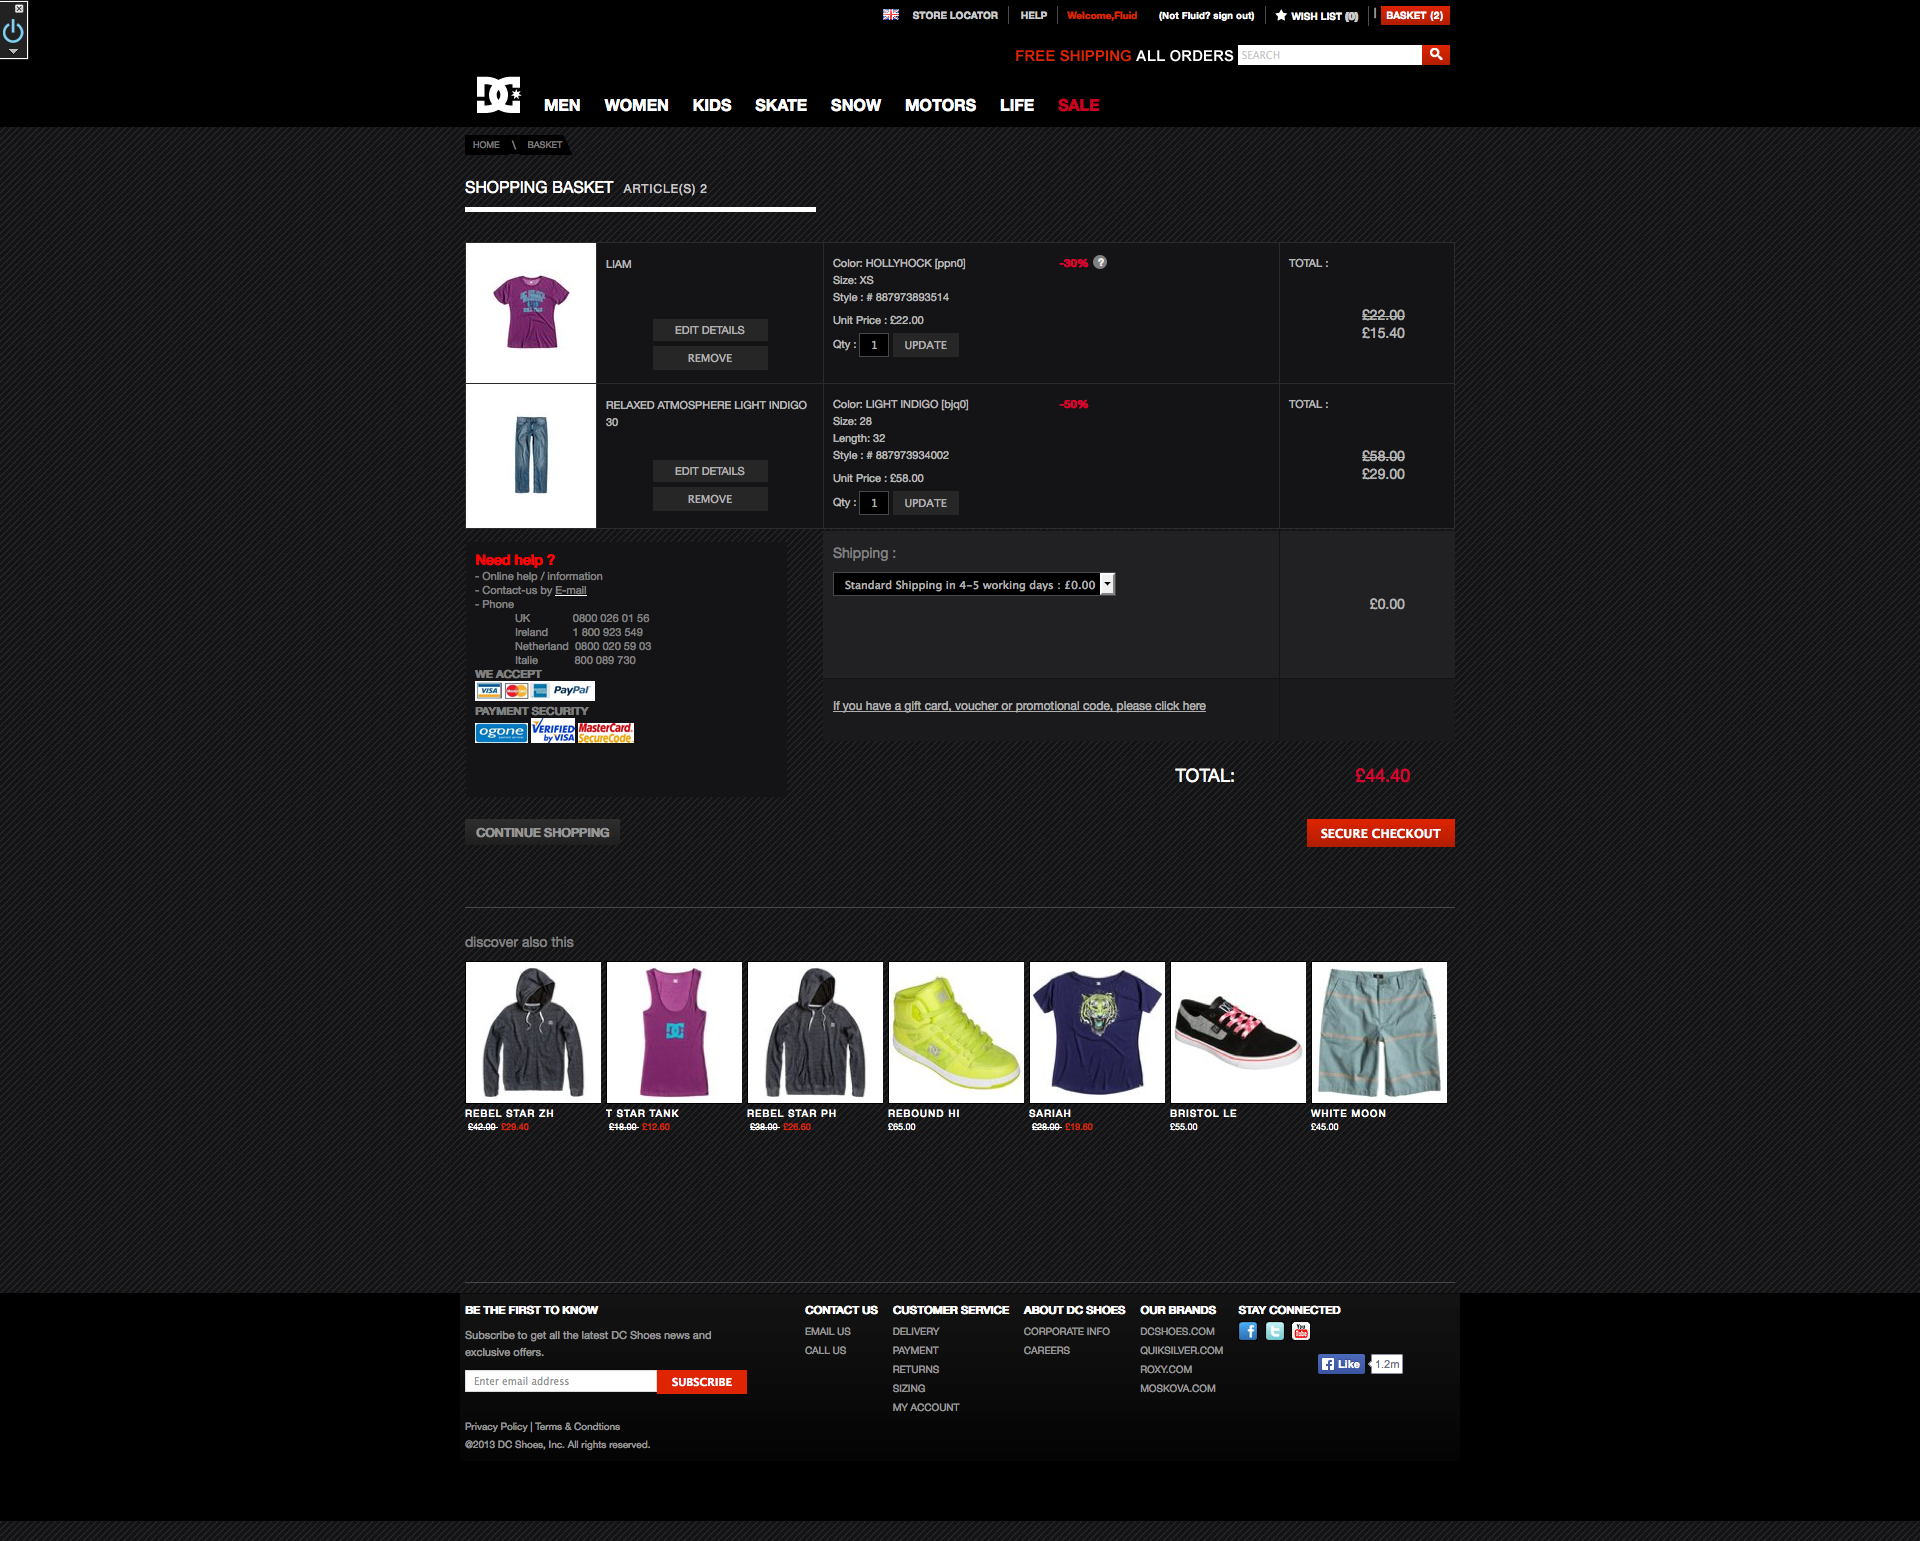 STORE LOCATOR HELP Welcome,Fluid (Not Fluid? sign out) WISH LIST (0) BASKET (2)
FREE SHIPPING ALL ORDERS SEARCH
DC
MEN WOMEN KIDS SKATE SNOW MOTORS LIFE SALE
HOME \ BASKET
SHOPPING BASKET ARTICLE(S) 2
LIAM
EDIT DETAILS
REMOVE
Color: HOLLYHOCK [ppn0] -30% ?
Size: XS
Style : # 887973893514
Unit Price : £22.00
Qty : 1 UPDATE
TOTAL :
£22.00
£15.40
RELAXED ATMOSPHERE LIGHT INDIGO
30
EDIT DETAILS
REMOVE
Color: LIGHT INDIGO [bjq0] -50%
Size: 28
Length: 32
Style : # 887973934002
Unit Price : £58.00
Qty : 1 UPDATE
TOTAL :
£58.00
£29.00
Need help ?
- Online help / information
- Contact-us by E-mail
- Phone
UK 0800 026 01 56
Ireland 1 800 923 549
Netherland 0800 020 59 03
Italie 800 089 730
WE ACCEPT
VISA MasterCard PayPal
PAYMENT SECURITY
ogone VERIFIED by VISA MasterCard. SecureCode.
Shipping :
Standard Shipping in 4-5 working days : £0.00
£0.00
If you have a gift card, voucher or promotional code, please click here
TOTAL: £44.40
CONTINUE SHOPPING
SECURE CHECKOUT
discover also this
REBEL STAR ZH
£42.00 £29.40
T STAR TANK
£18.00 £12.60
REBEL STAR PH
£38.00 £26.60
REBOUND HI
£65.00
SARIAH
£28.00 £19.60
BRISTOL LE
£55.00
WHITE MOON
£45.00
BE THE FIRST TO KNOW
Subscribe to get all the latest DC Shoes news and
exclusive offers.
Enter email address SUBSCRIBE
Privacy Policy | Terms & Condtions
@2013 DC Shoes, Inc. All rights reserved.
CONTACT US
EMAIL US
CALL US
CUSTOMER SERVICE
DELIVERY
PAYMENT
RETURNS
SIZING
MY ACCOUNT
ABOUT DC SHOES
CORPORATE INFO
CAREERS
OUR BRANDS
DCSHOES.COM
QUIKSILVER.COM
ROXY.COM
MOSKOVA.COM
STAY CONNECTED
You Tube
Like 1.2m